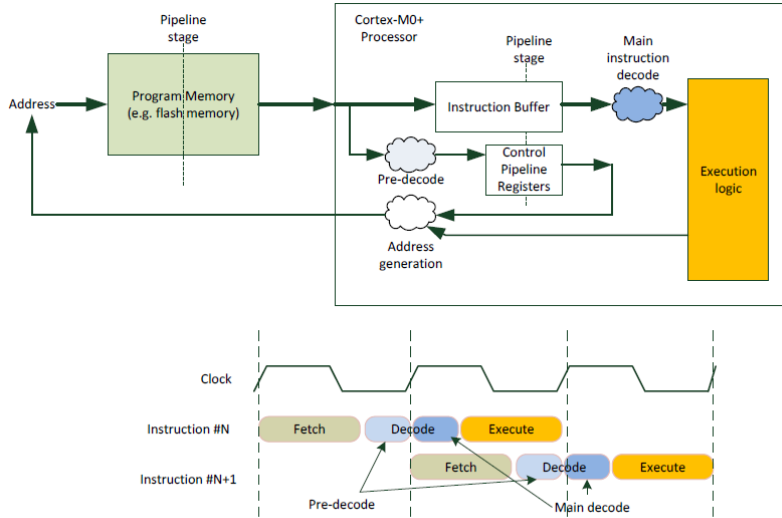 Pipeline
stage
Cortex-M0+
Processor
Pipeline
stage
Main
instruction
decode
Address
Program Memory
(e.g. flash memory)
Instruction Buffer
Pre-decode
Control
Pipeline
Registers
Execution
logic
Address
generation
Clock
Instruction #N
Fetch
Decode
Execute
Instruction #N+1
Fetch
Decode
Execute
Pre-decode
Main decode